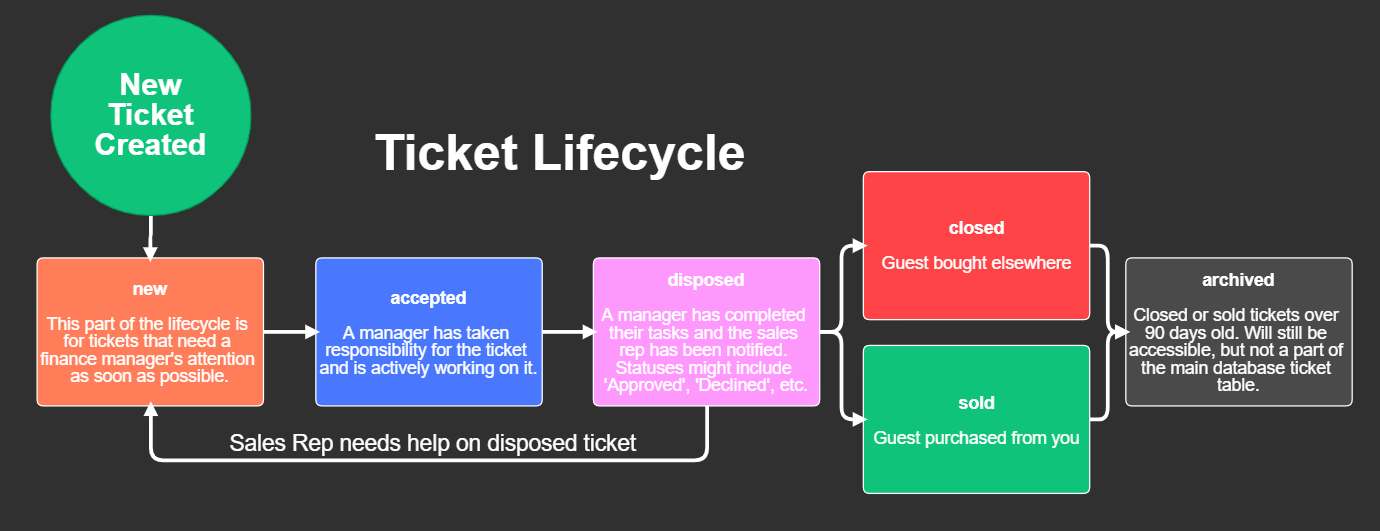 New
Ticket
Created
Ticket Lifecycle
new
This part of the lifecycle is
for tickets that need a
finance manager's attention
as soon as possible.
accepted
A manager has taken
responsibility for the ticket
and is actively working on it.
disposed
A manager has completed
their tasks and the sales
rep has been notified.
Statuses might include
'Approved', 'Declined', etc.
closed
Guest bought elsewhere
sold
Guest purchased from you
archived
Closed or sold tickets over
90 days old. Will still be
accessible, but not a part of
the main database ticket
table.
Sales Rep needs help on disposed ticket